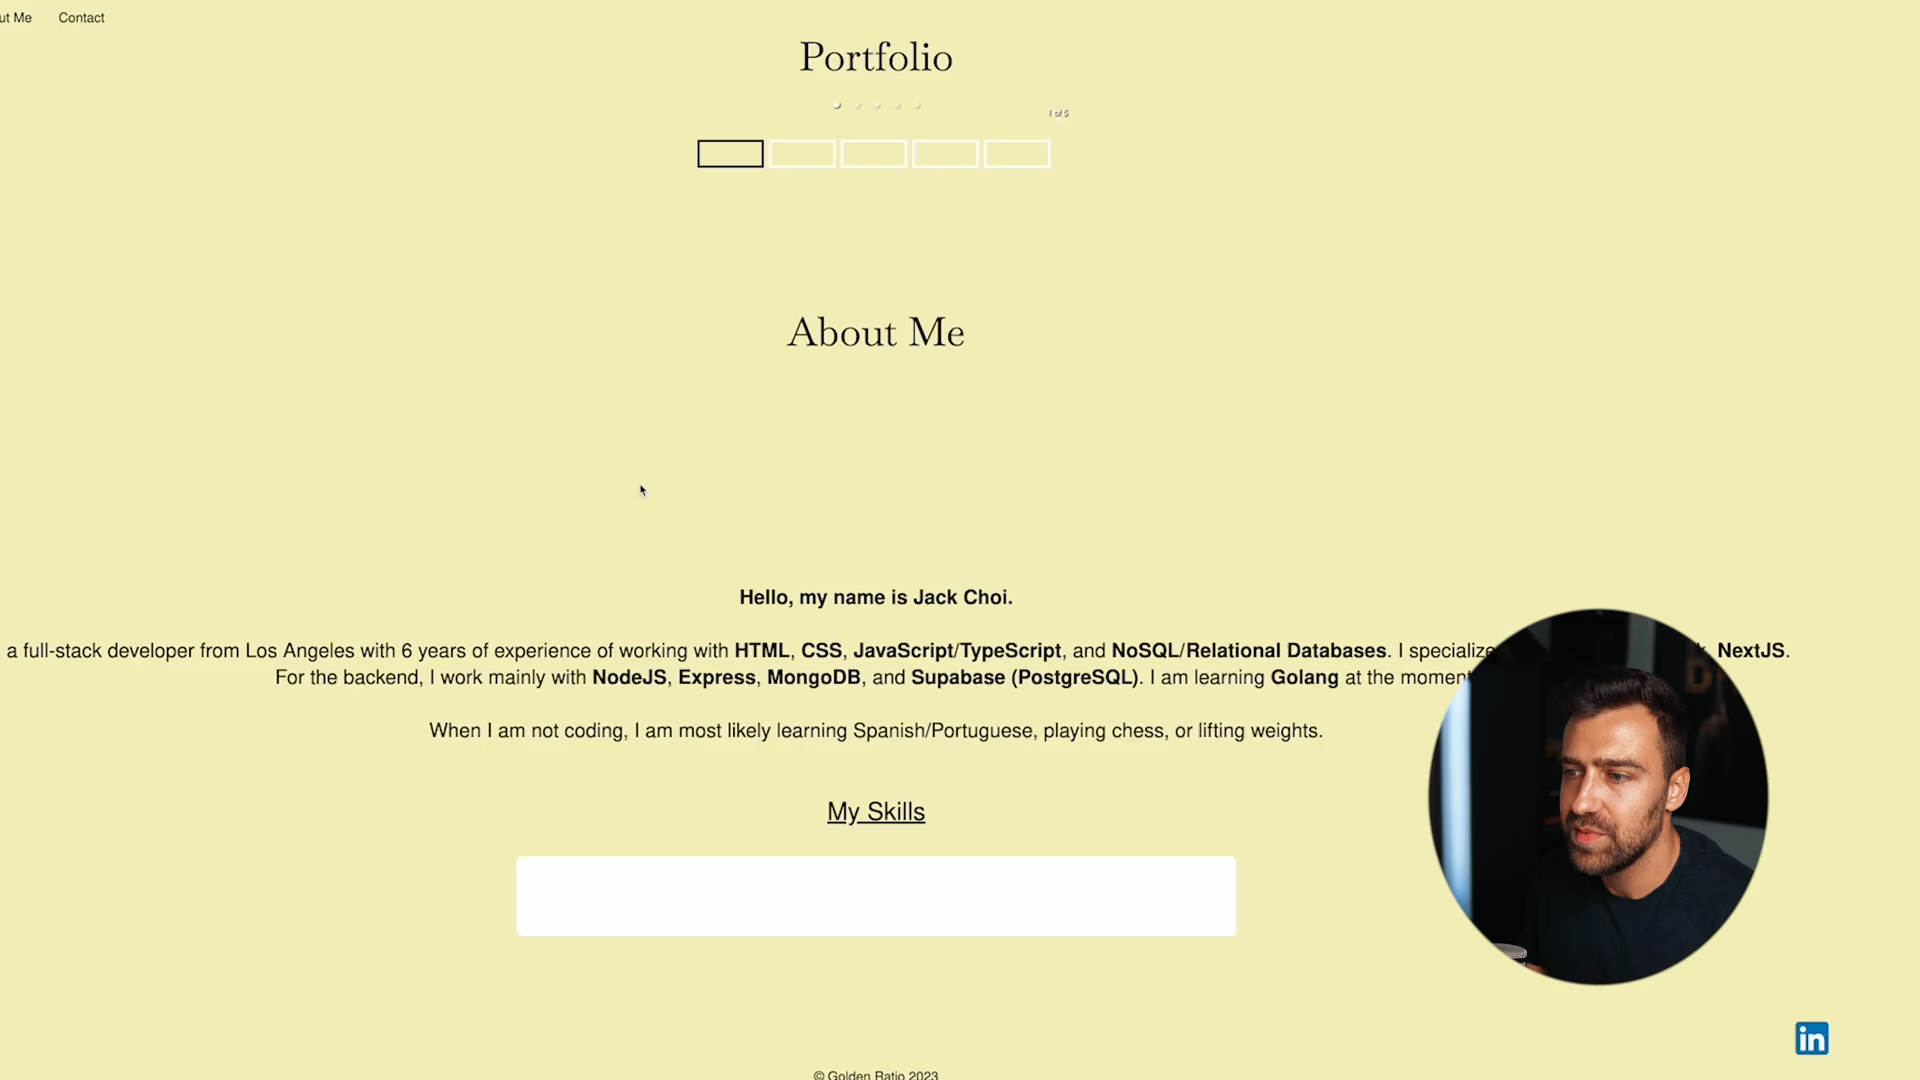 ut Me Contact
Portfolio
1 of 5
About Me
Hello, my name is Jack Choi.
a full-stack developer from Los Angeles with 6 years of experience of working with HTML, CSS, JavaScript/TypeScript, and NoSQL/Relational Databases. I specialize NextJS.
For the backend, I work mainly with NodeJS, Express, MongoDB, and Supabase (PostgreSQL). I am learning Golang at the moment
When I am not coding, I am most likely learning Spanish/Portuguese, playing chess, or lifting weights.
My Skills
in
© Golden Ratio 2023